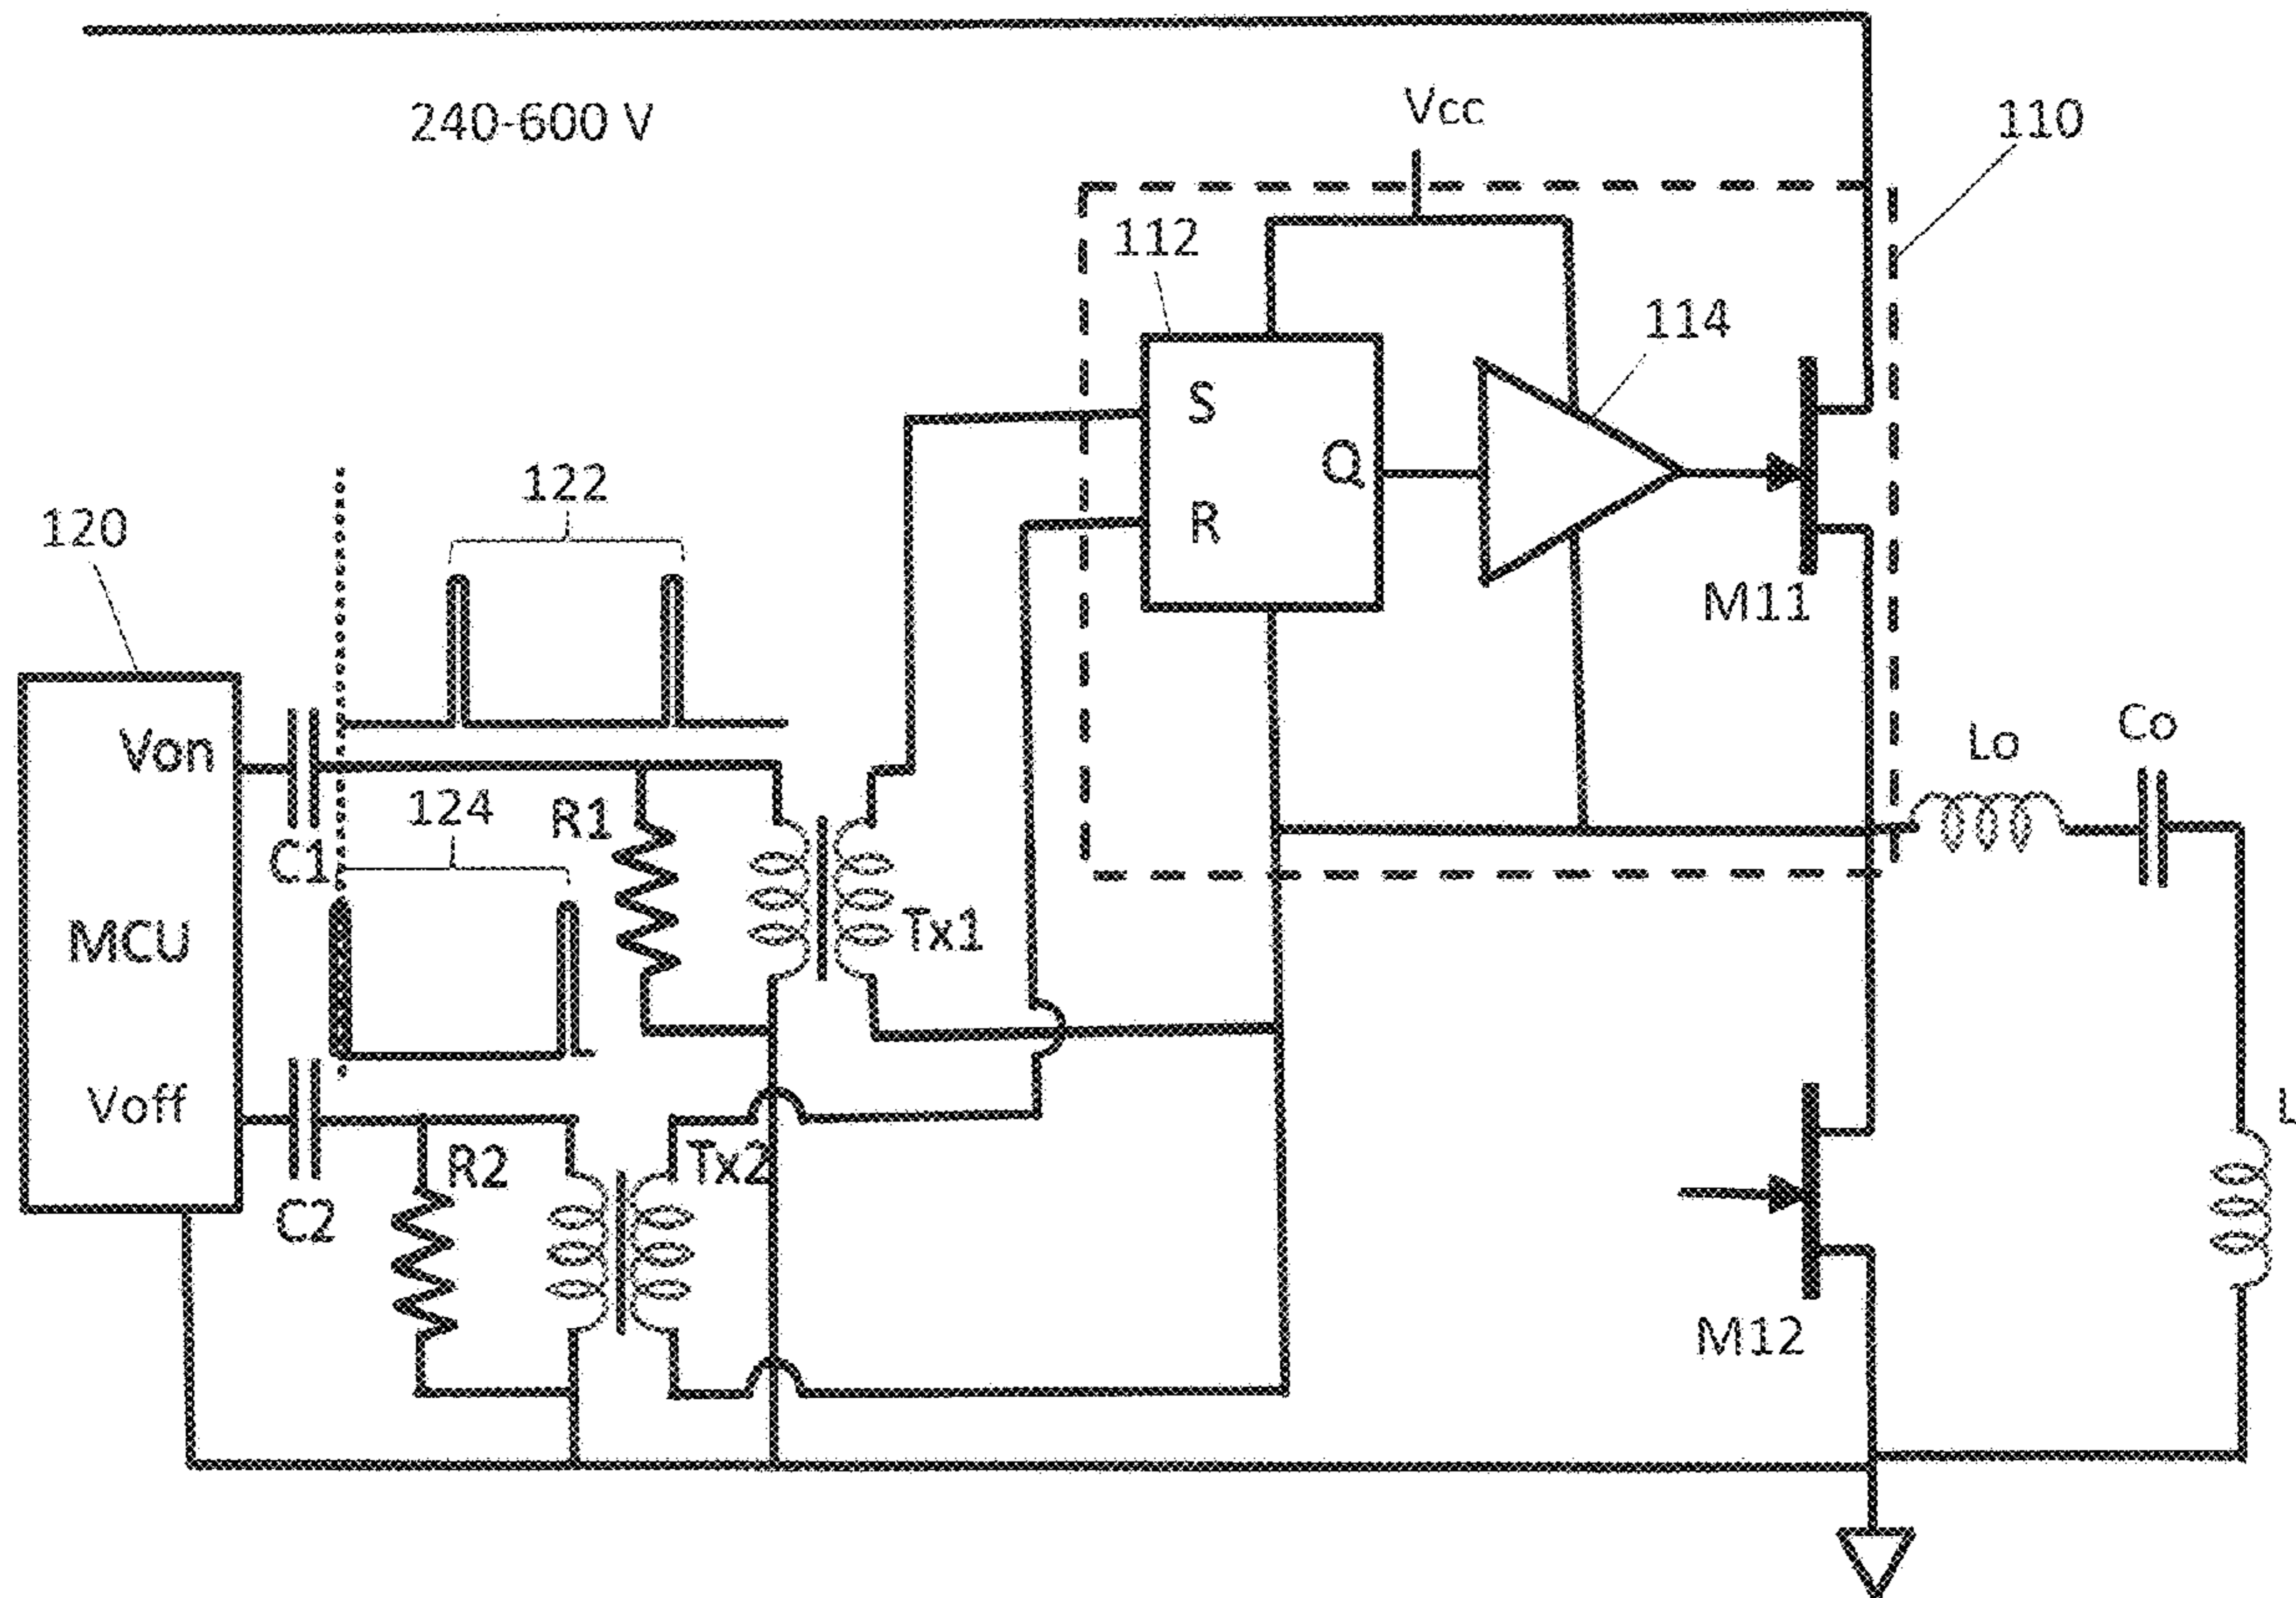 240-600 V
Vcc
110
112
114
S
Q
R
122
120
M11
Von
Co
Lo
124
R1
C1
Tx1
MCU
Voff
L
R2
Tx2
C2
M12